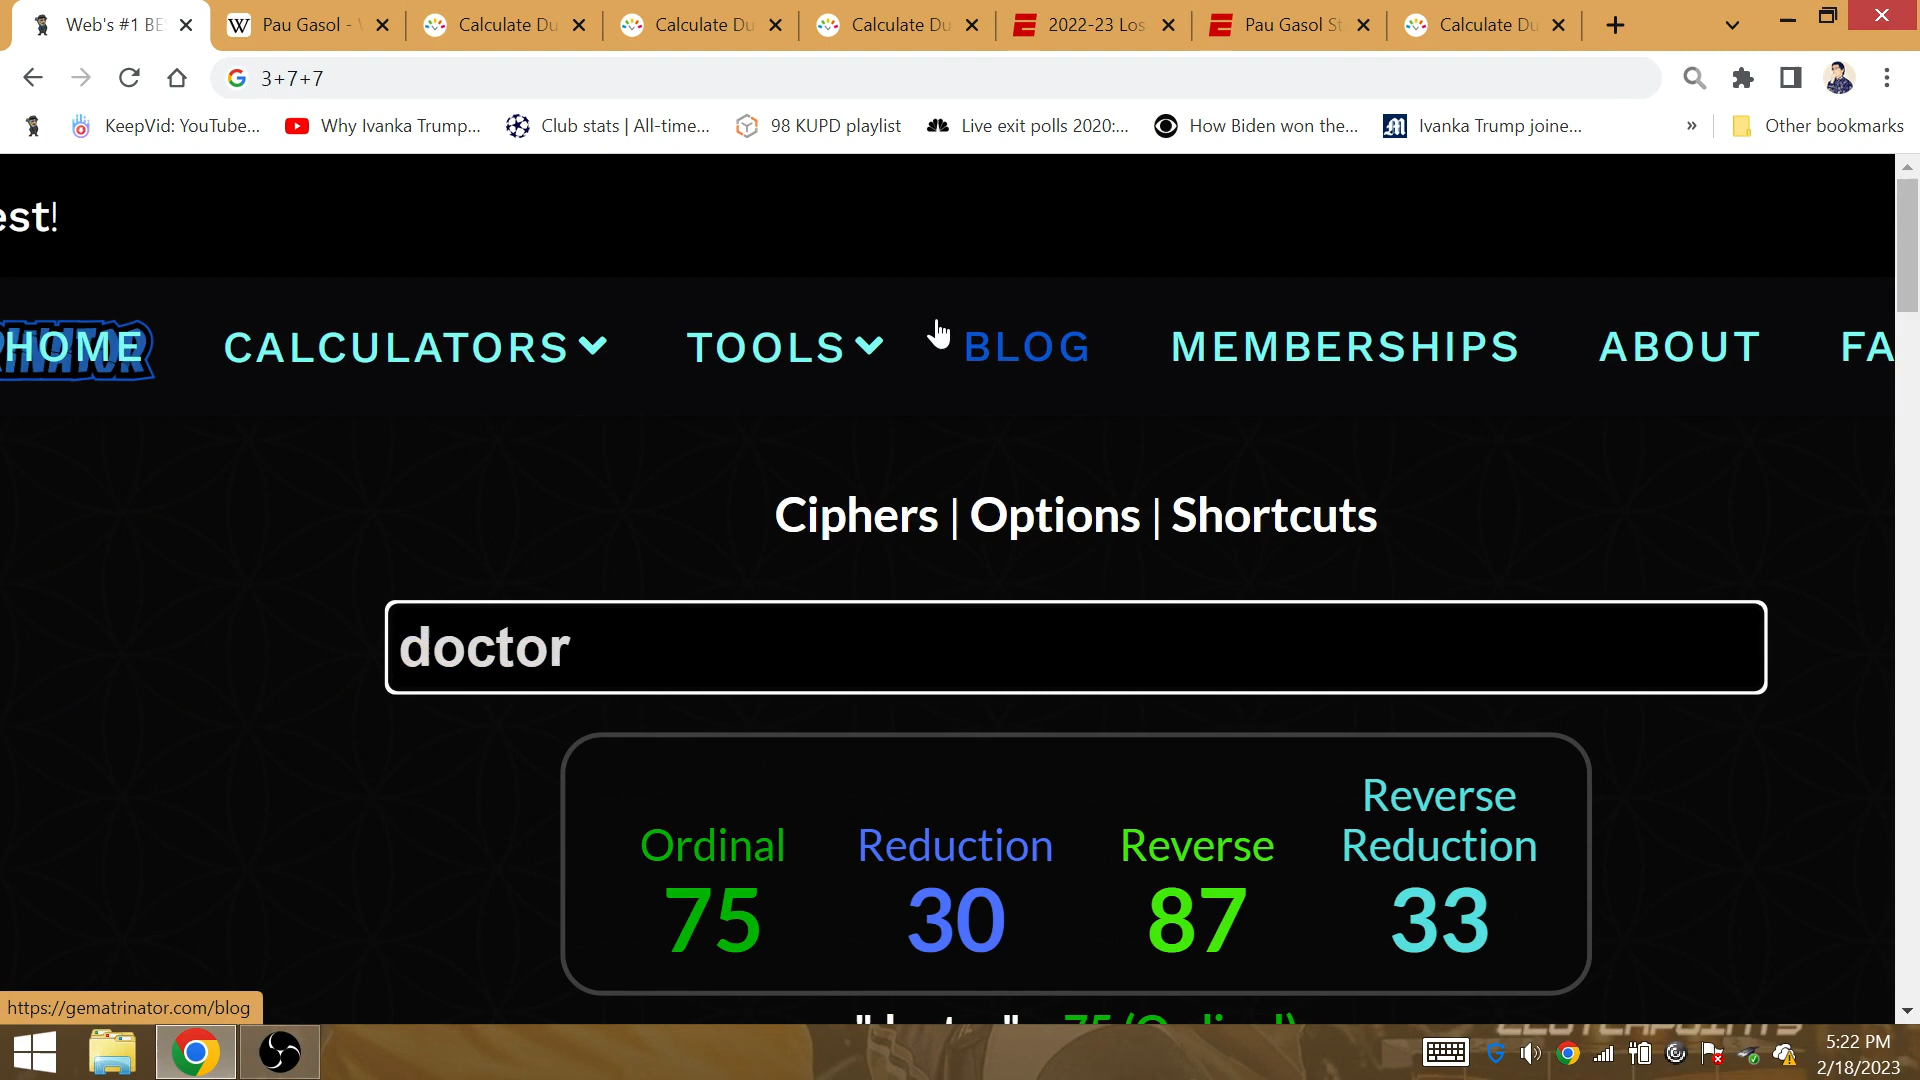 Web's #1 BE
Pau Gasol -
Calculate Du
Calculate Du
Calculate Du
2022-23 Los
Pau Gasol St
Calculate Du
3+7+7
KeepVid: YouTube...
Why Ivanka Trump...
Club stats | All-time...
98 KUPD playlist
Live exit polls 2020:...
How Biden won the...
Ivanka Trump joine...
»
Other bookmarks
est!
HOME
CALCULATORS
TOOLS
BLOG
MEMBERSHIPS
ABOUT
FA
Ciphers | Options | Shortcuts
doctor
Ordinal
75
Reduction
30
Reverse
87
Reverse
Reduction
33
https://gematrinator.com/blog
5:22 PM
2/18/2023